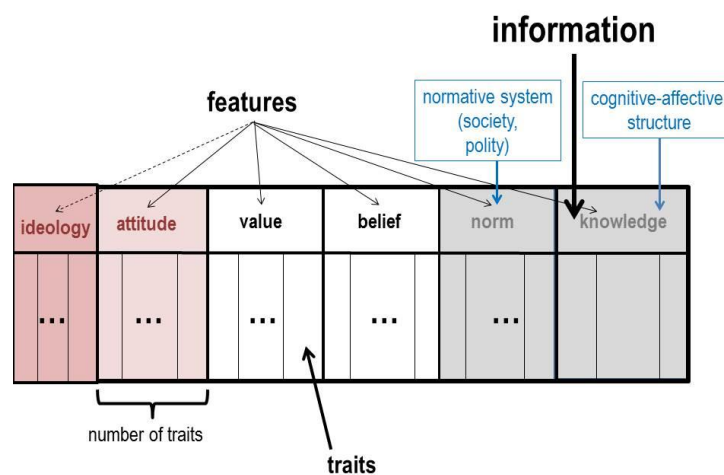 information
features
normative system
(society,
polity)
cognitive-affective
structure
ideology
attitude
value
belief
norm
knowledge
...
...
...
...
...
number of traits
traits